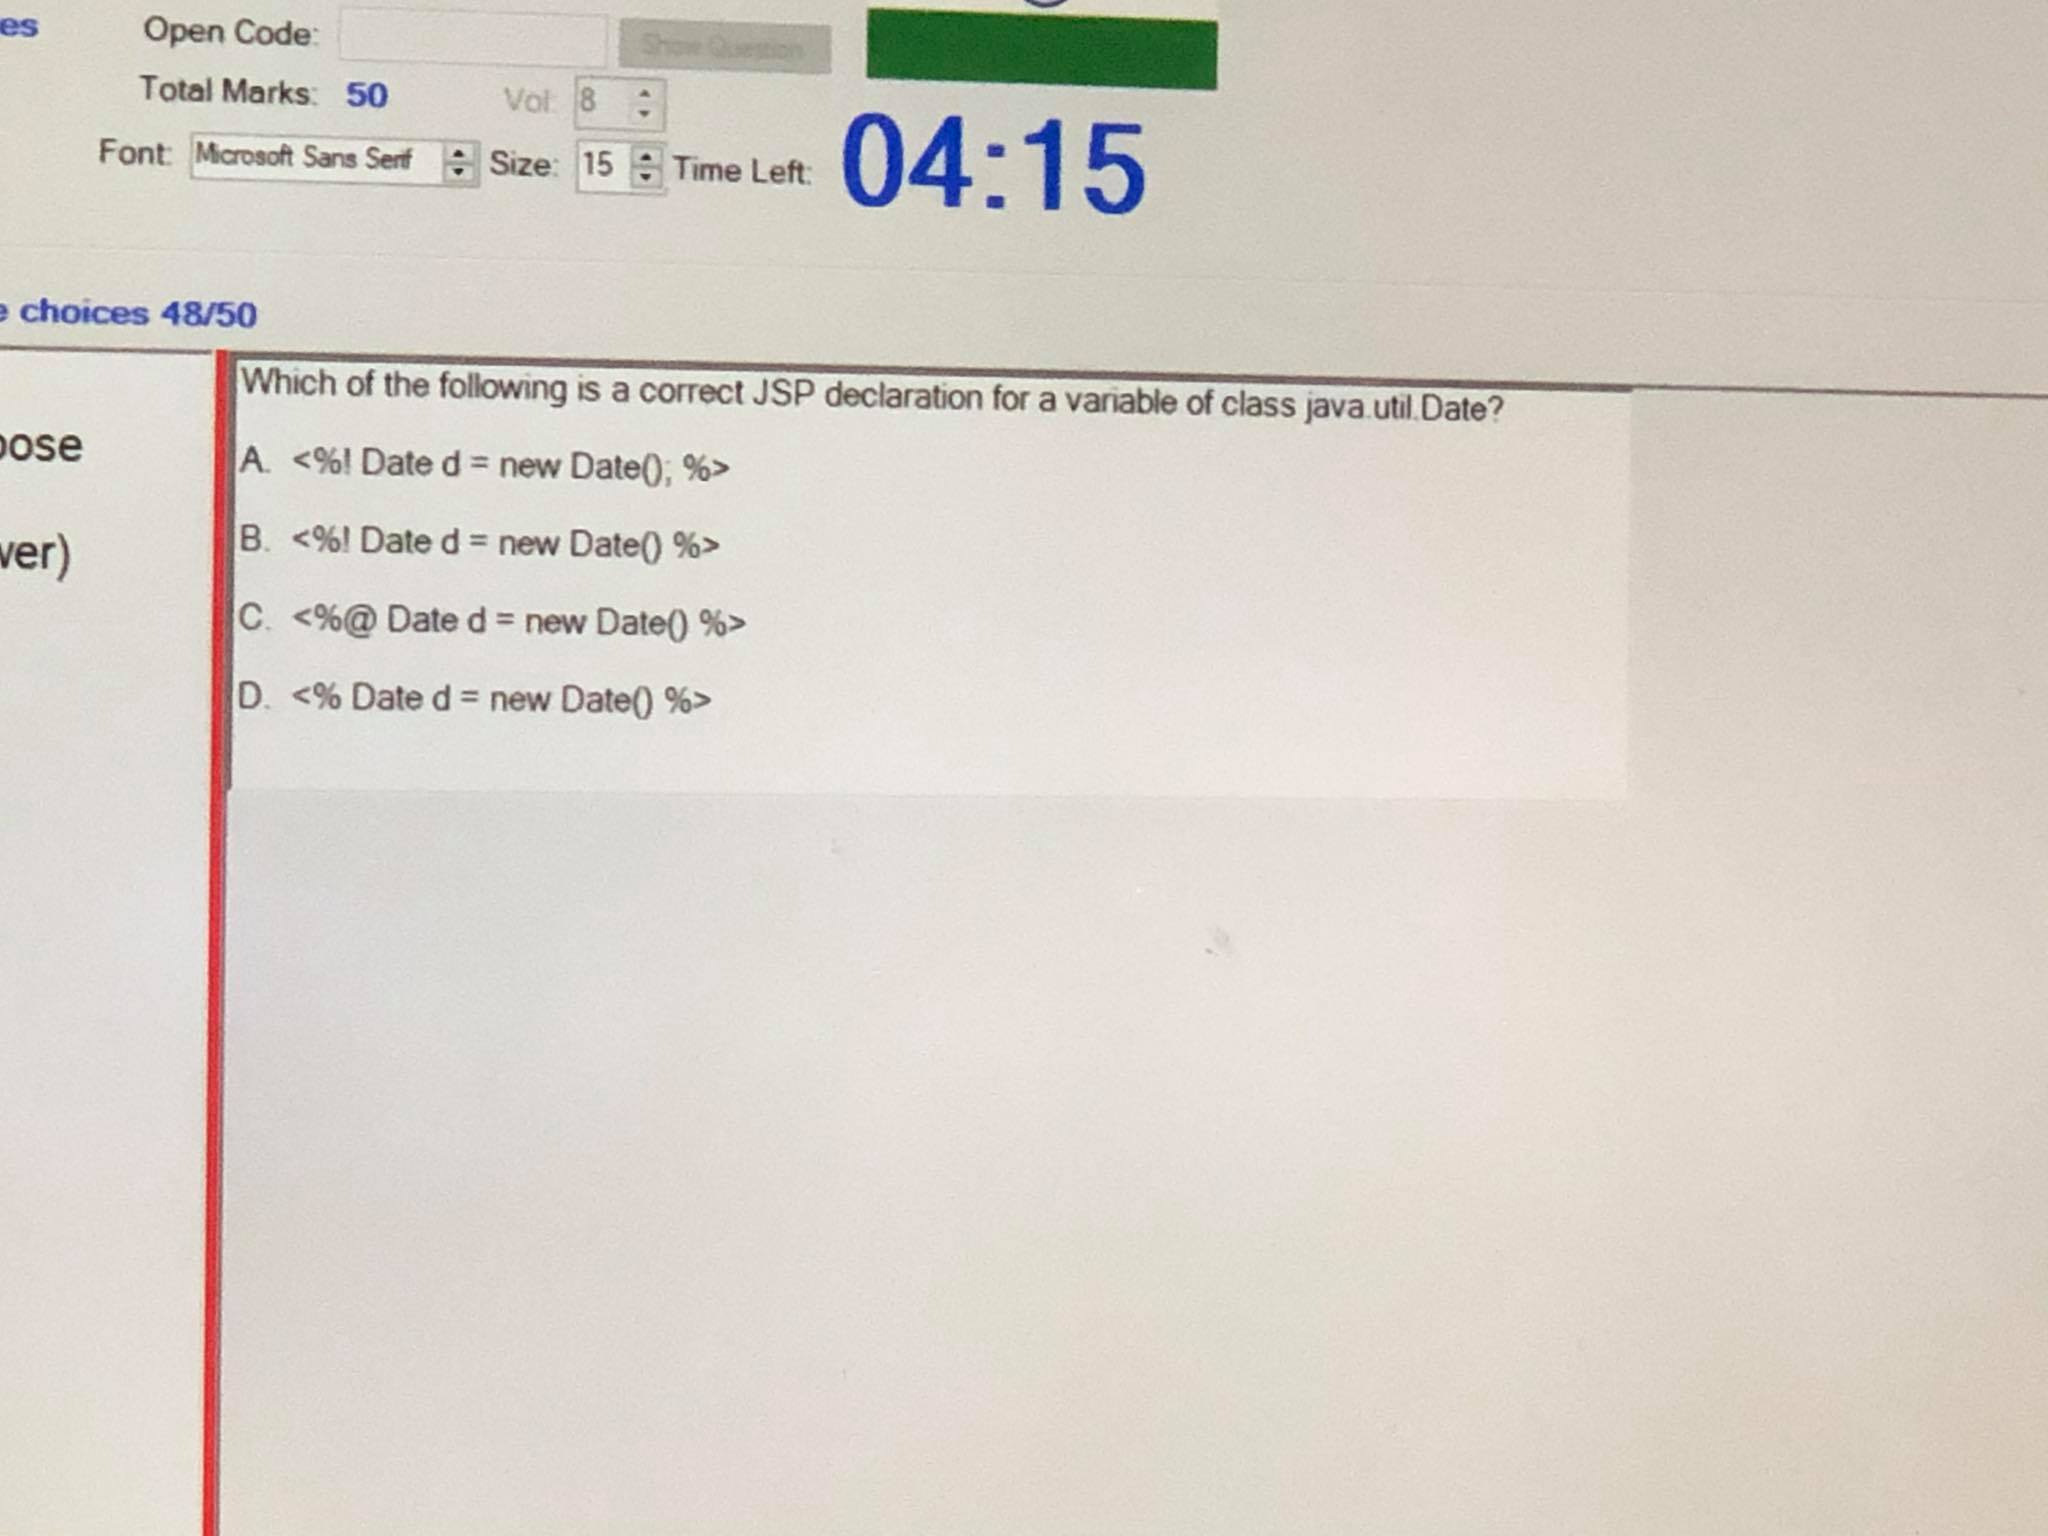 es
Open Code:
Show Question
Total Marks: 50
Vol: 8
Font: Microsoft Sans Serif
Size: 15
Time Left: 04:15
choices 48/50
ose
ver)
Which of the following is a correct JSP declaration for a variable of class java.util.Date?
A. <%! Date d = new Date(); %>
B. <%! Date d = new Date() %>
C. <%@ Date d = new Date() %>
D. <% Date d = new Date() %>